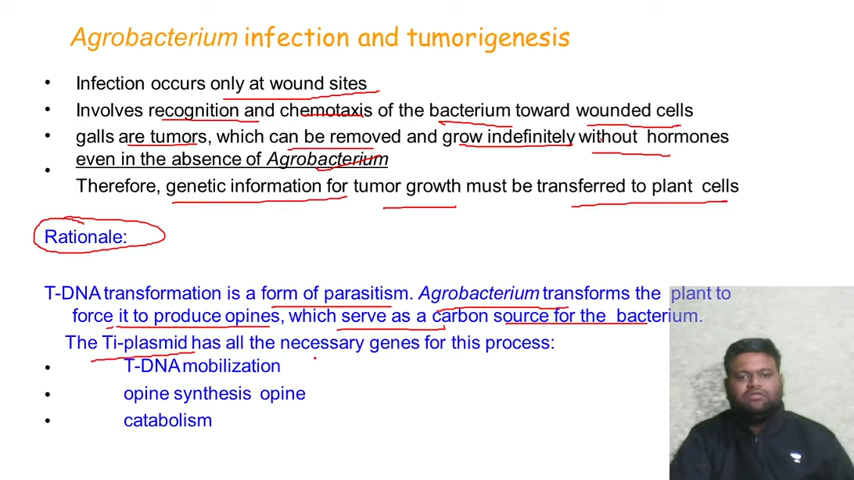 Agrobacterium infection and tumorigenesis
• Infection occurs only at wound sites
• Involves recognition and chemotaxis of the bacterium toward wounded cells
• galls are tumors, which can be removed and grow indefinitely without hormones
even in the absence of Agrobacterium
• Therefore, genetic information for tumor growth must be transferred to plant cells
Rationale:
T-DNA transformation is a form of parasitism. Agrobacterium transforms the plant to
force it to produce opines, which serve as a carbon source for the bacterium.
The Ti-plasmid has all the necessary genes for this process:
• T-DNA mobilization
• opine synthesis opine
• catabolism